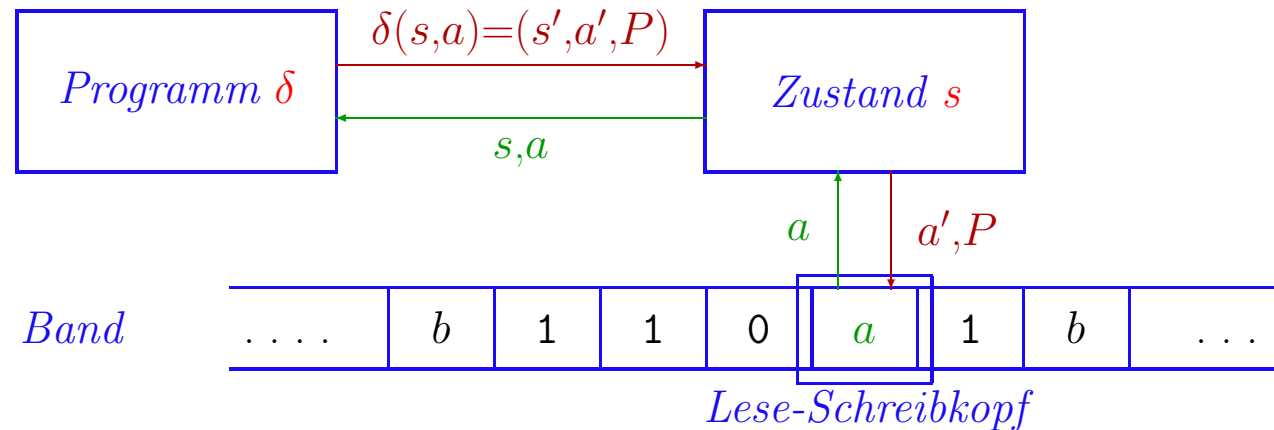 δ(s,a)=(s′,a′,P)
Programm δ
Zustand s
s,a
a
a′,P
Band . . . . b 1 1 0 a 1 b . . .
Lese-Schreibkopf